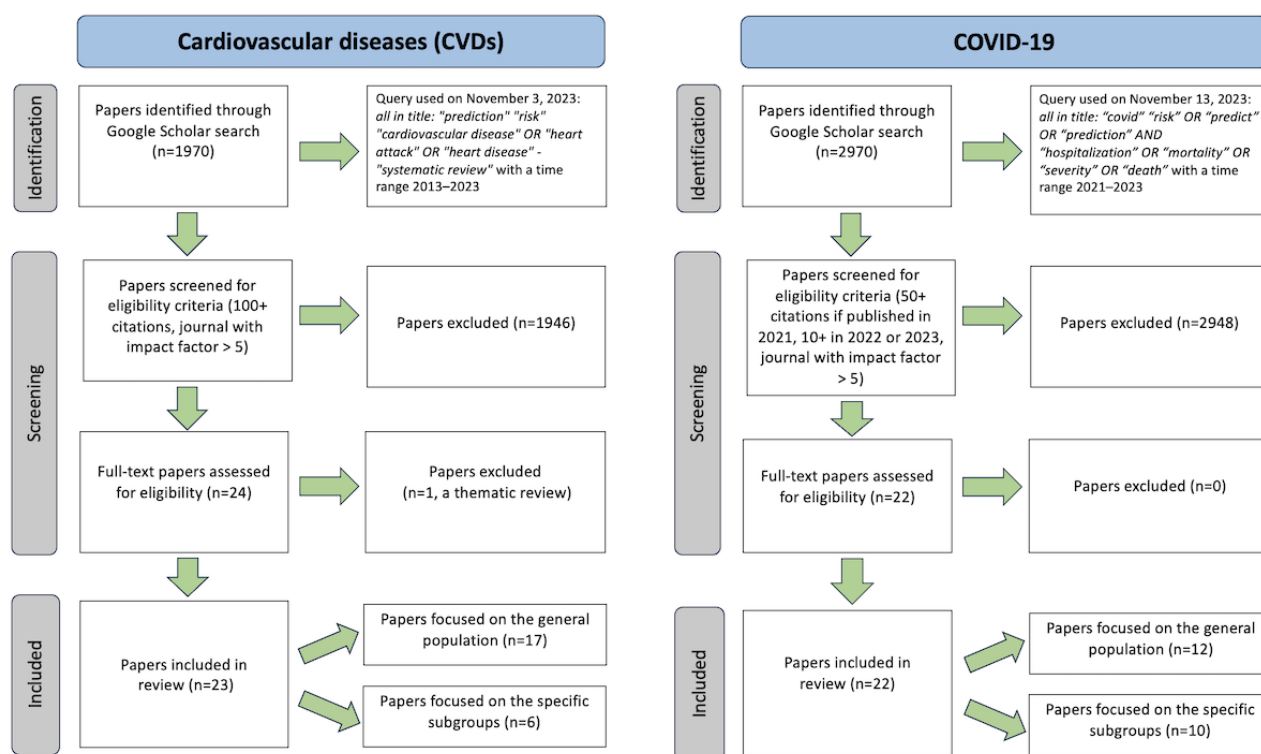 Cardiovascular diseases (CVDs)
Identification
Papers identified through
Google Scholar search
(n=1970)
Query used on November 3, 2023:
all in title: "prediction" "risk"
"cardiovascular disease" OR "heart
attack" OR "heart disease" -
"systematic review" with a time
range 2013–2023
Screening
Papers screened for
eligibility criteria (100+
citations, journal with
impact factor > 5)
Papers excluded (n=1946)
Full-text papers assessed
for eligibility (n=24)
Papers excluded
(n=1, a thematic review)
Included
Papers included in
review (n=23)
Papers focused on the general
population (n=17)
Papers focused on the specific
subgroups (n=6)
COVID-19
Identification
Papers identified through
Google Scholar search
(n=2970)
Query used on November 13, 2023:
all in title: “covid” “risk” OR “predict”
OR “prediction” AND
“hospitalization” OR “mortality” OR
“severity” OR “death” with a time
range 2021–2023
Screening
Papers screened for
eligibility criteria (50+
citations if published in
2021, 10+ in 2022 or 2023,
journal with impact factor
> 5)
Papers excluded (n=2948)
Full-text papers assessed
for eligibility (n=22)
Papers excluded (n=0)
Included
Papers included in
review (n=22)
Papers focused on the general
population (n=12)
Papers focused on the specific
subgroups (n=10)